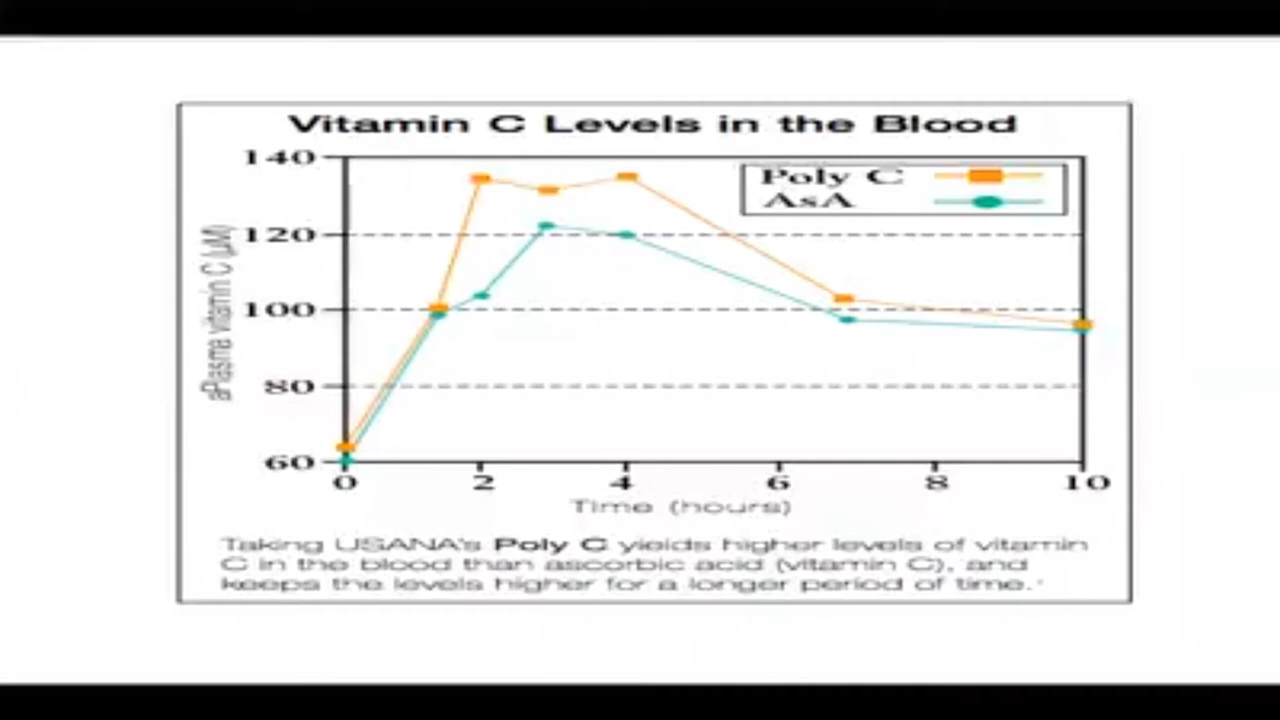 Vitamin C Levels in the Blood
140
Poly C
AsA
120
100
80
60
aPlasma vitamin C (µM)
0 2 4 6 8 10
Time (hours)
Taking USANA's Poly C yields higher levels of vitamin
C in the blood than ascorbic acid (vitamin C), and
keeps the levels higher for a longer period of time.